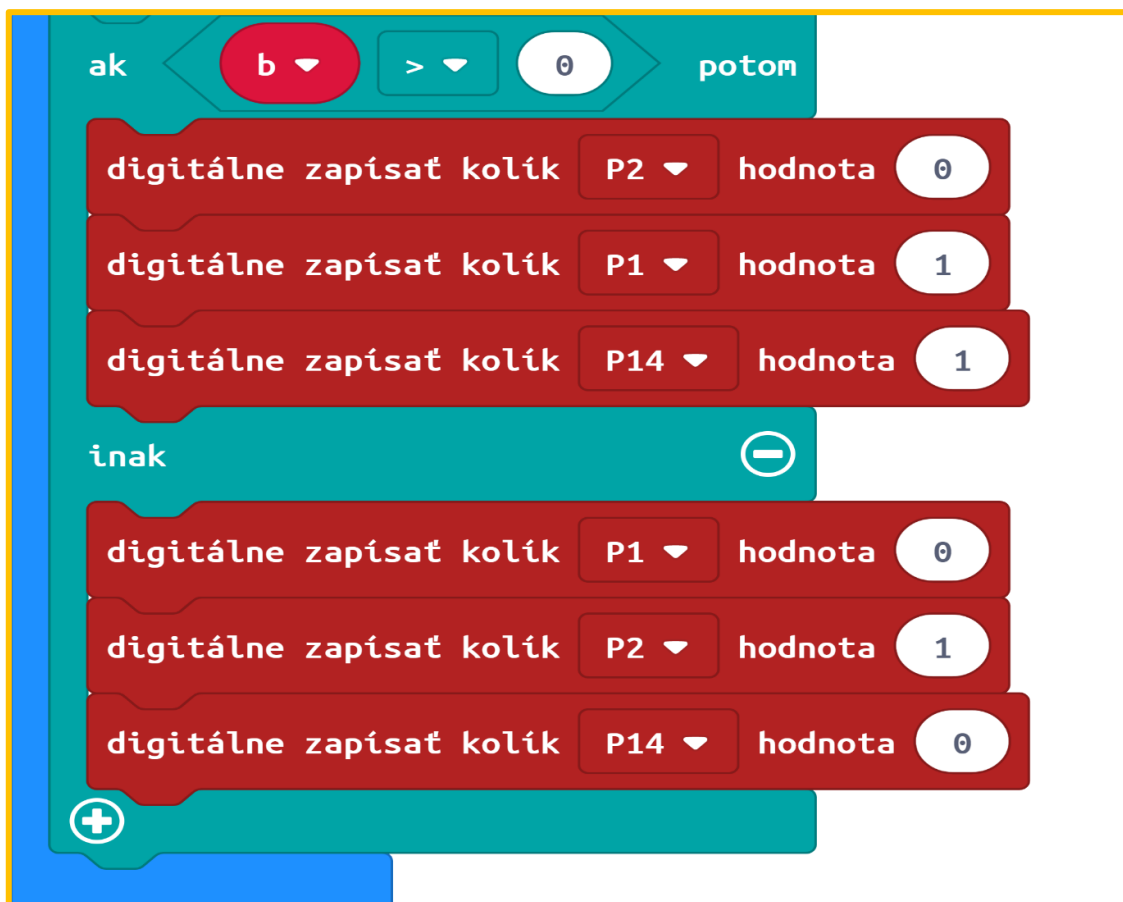 ak b > 0 potom
digitálne zapísať kolík P2 hodnota 0
digitálne zapísať kolík P1 hodnota 1
digitálne zapísať kolík P14 hodnota 1
inak
digitálne zapísať kolík P1 hodnota 0
digitálne zapísať kolík P2 hodnota 1
digitálne zapísať kolík P14 hodnota 0